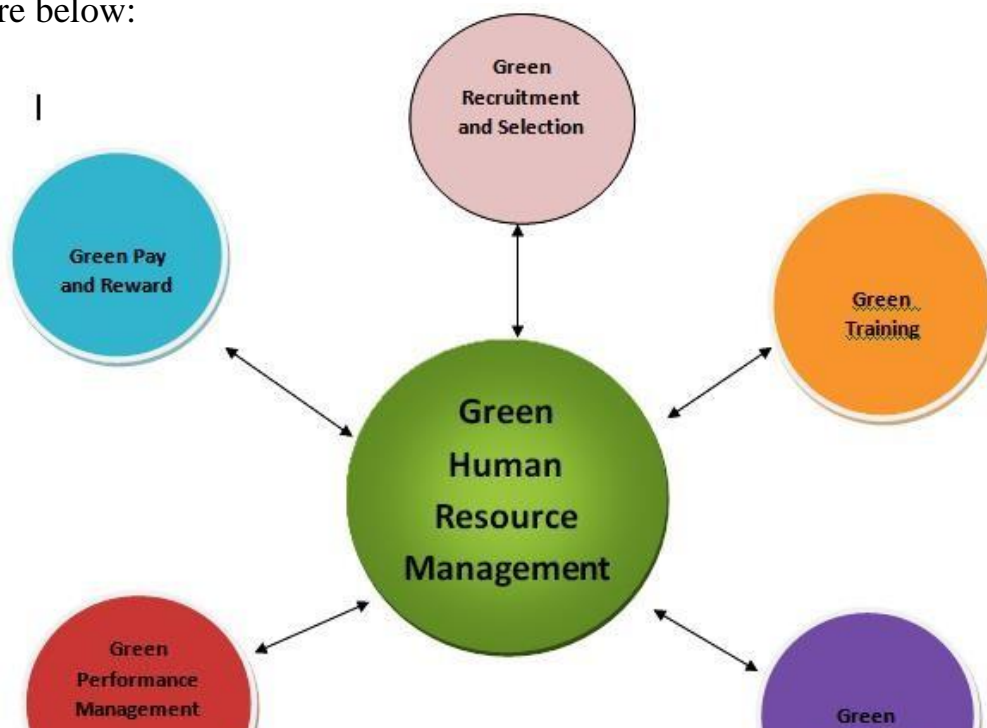 re below:
Green
Recruitment
and Selection
Green Pay
and Reward
Green
Training
Green
Human
Resource
Management
Green
Performance
Management
Green